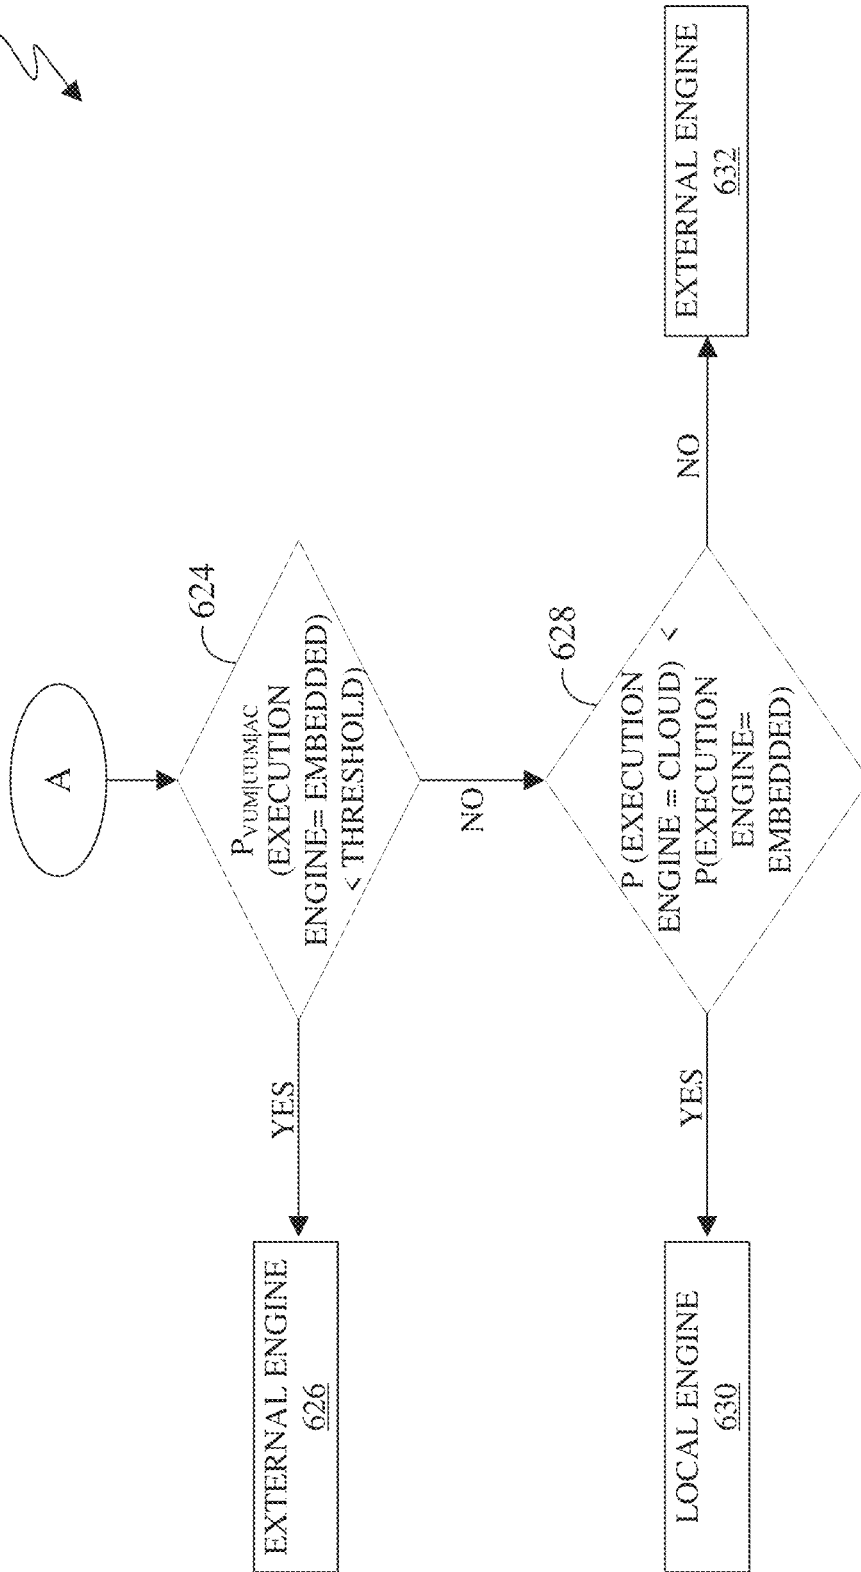 A
624
P VUM|UUM|AC
(EXECUTION
ENGINE= EMBEDDED)
< THRESHOLD)
YES
EXTERNAL ENGINE
626
NO
628
P (EXECUTION
ENGINE = CLOUD) <
P(EXECUTION
ENGINE=
EMBEDDED)
YES
LOCAL ENGINE
630
NO
EXTERNAL ENGINE
632